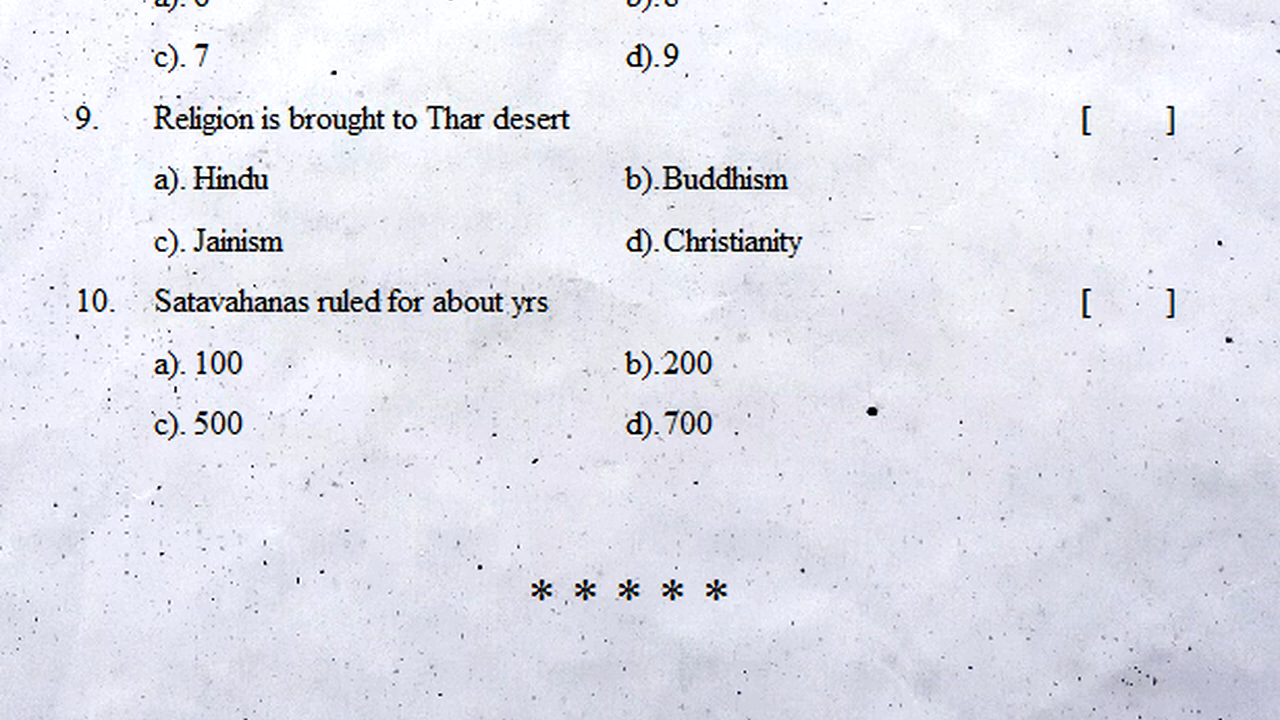 c). 7 d).9
9. Religion is brought to Thar desert [ ]
a). Hindu b).Buddhism
c). Jainism d).Christianity
10. Satavahanas ruled for about yrs [ ]
a). 100 b).200
c). 500 d).700
* * * * *